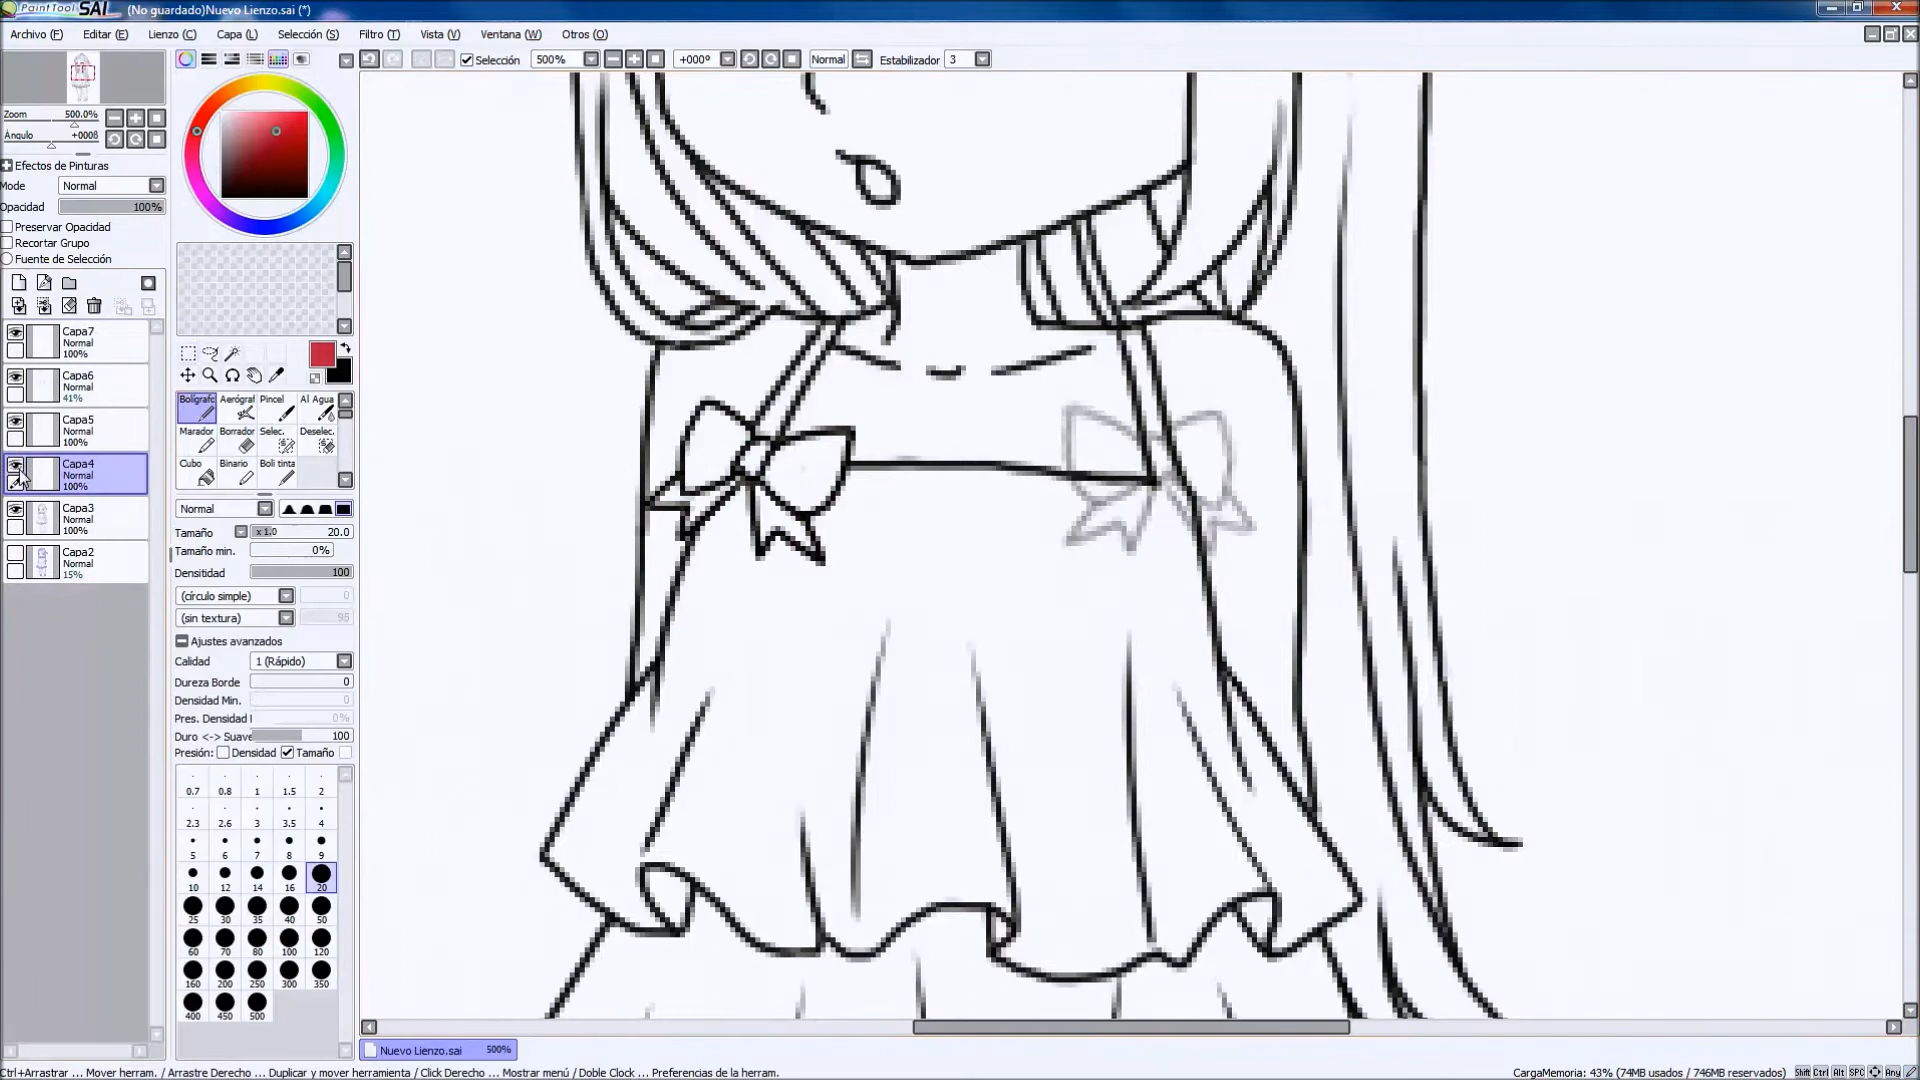 PaintTool SAI (No guardado)Nuevo Lienzo.sai (*)
Archivo (F) Editar (E) Lienzo (C) Capa (L) Selección (S) Filtro (T) Vista (V) Ventana (W) Otros (O)
Selección 500% +000º Normal Estabilizador 3
Zoom 500.0%
Ángulo +000ß
Efectos de Pinturas
Mode Normal
Opacidad 100%
Preservar Opacidad
Recortar Grupo
Fuente de Selección
Capa7
Normal
100%
Capa6
Normal
41%
Capa5
Normal
100%
Capa4
Normal
100%
Capa3
Normal
100%
Capa2
Normal
15%
Bolígrafo Aerógraf Pincel Al Agua
Marador Borrador Selec. Deselec.
Cubo Binario Boli tinta
Normal
Tamaño x1.0 20.0
Tamaño min. 0%
Densitidad 100
(círculo simple) 0
(sin textura) 95
Ajustes avanzados
Calidad 1 (Rápido)
Dureza Borde 0
Densidad Min. 0
Pres. Densidad 0%
Duro <-> Suave 100
Presión: Densidad Tamaño
0.7 0.8 1 1.5 2
2.3 2.6 3 3.5 4
5 6 7 8 9
10 12 14 16 20
25 30 35 40 50
60 70 80 100 120
160 200 250 300 350
400 450 500
Nuevo Lienzo.sai 500%
Ctrl+Arrastrar ... Mover herram. / Arrastre Derecho ... Duplicar y mover herramienta / Click Derecho ... Mostrar menú / Doble Clock ... Preferencias de la herram.
CargaMemoria: 43% (74MB usados / 746MB reservados) Shift Ctrl Alt SPC Any